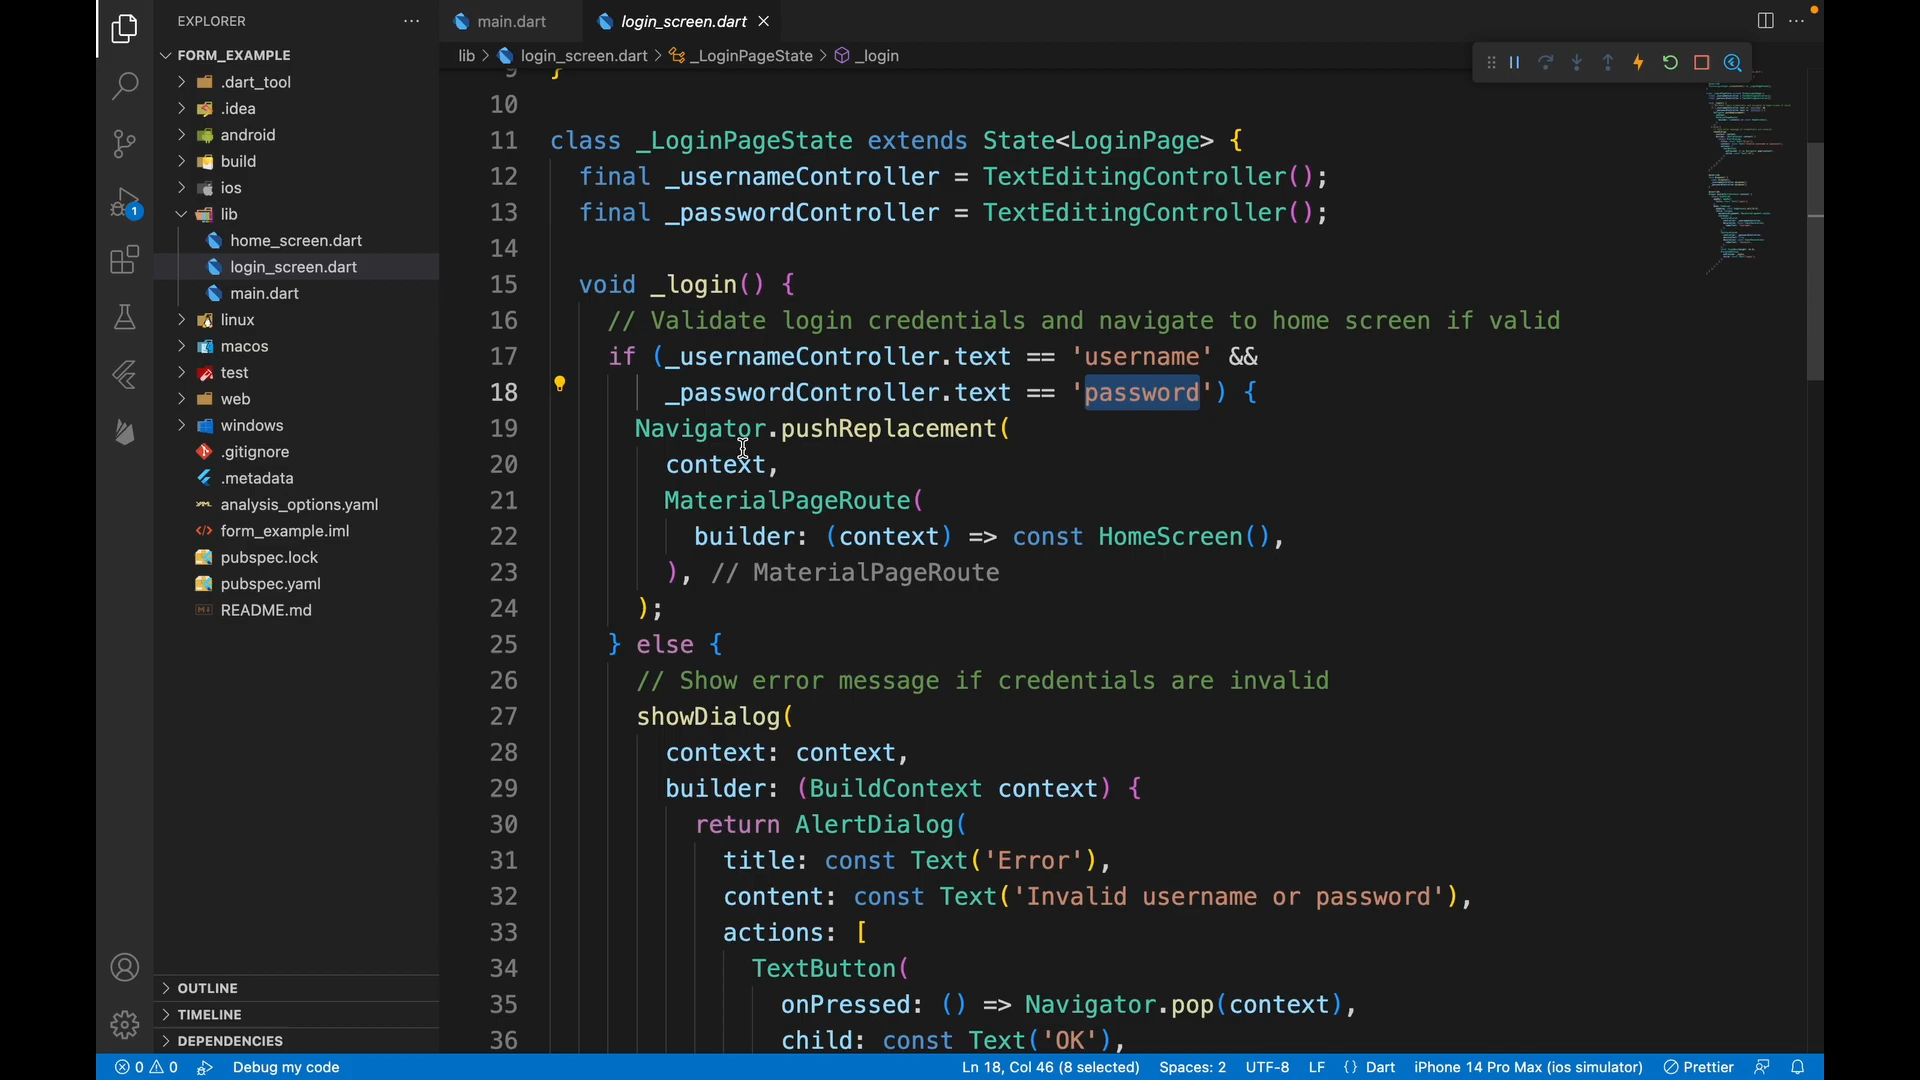 EXPLORER
main.dart
login_screen.dart
FORM_EXAMPLE
lib > login_screen.dart > _LoginPageState > _login
.dart_tool
.idea
android
build
ios
lib
home_screen.dart
login_screen.dart
main.dart
linux
macos
test
web
windows
.gitignore
.metadata
analysis_options.yaml
form_example.iml
pubspec.lock
pubspec.yaml
README.md
OUTLINE
TIMELINE
DEPENDENCIES
1
9 }
10
11 class _LoginPageState extends State<LoginPage> {
12 final _usernameController = TextEditingController();
13 final _passwordController = TextEditingController();
14
15 void _login() {
16 // Validate login credentials and navigate to home screen if valid
17 if (_usernameController.text == 'username' &&
18 _passwordController.text == 'password') {
19 Navigator.pushReplacement(
20 context,
21 MaterialPageRoute(
22 builder: (context) => const HomeScreen(),
23 ), // MaterialPageRoute
24 );
25 } else {
26 // Show error message if credentials are invalid
27 showDialog(
28 context: context,
29 builder: (BuildContext context) {
30 return AlertDialog(
31 title: const Text('Error'),
32 content: const Text('Invalid username or password'),
33 actions: [
34 TextButton(
35 onPressed: () => Navigator.pop(context),
36 child: const Text('OK'),
0 0 Debug my code Ln 18, Col 46 (8 selected) Spaces: 2 UTF-8 LF {} Dart iPhone 14 Pro Max (ios simulator) Prettier